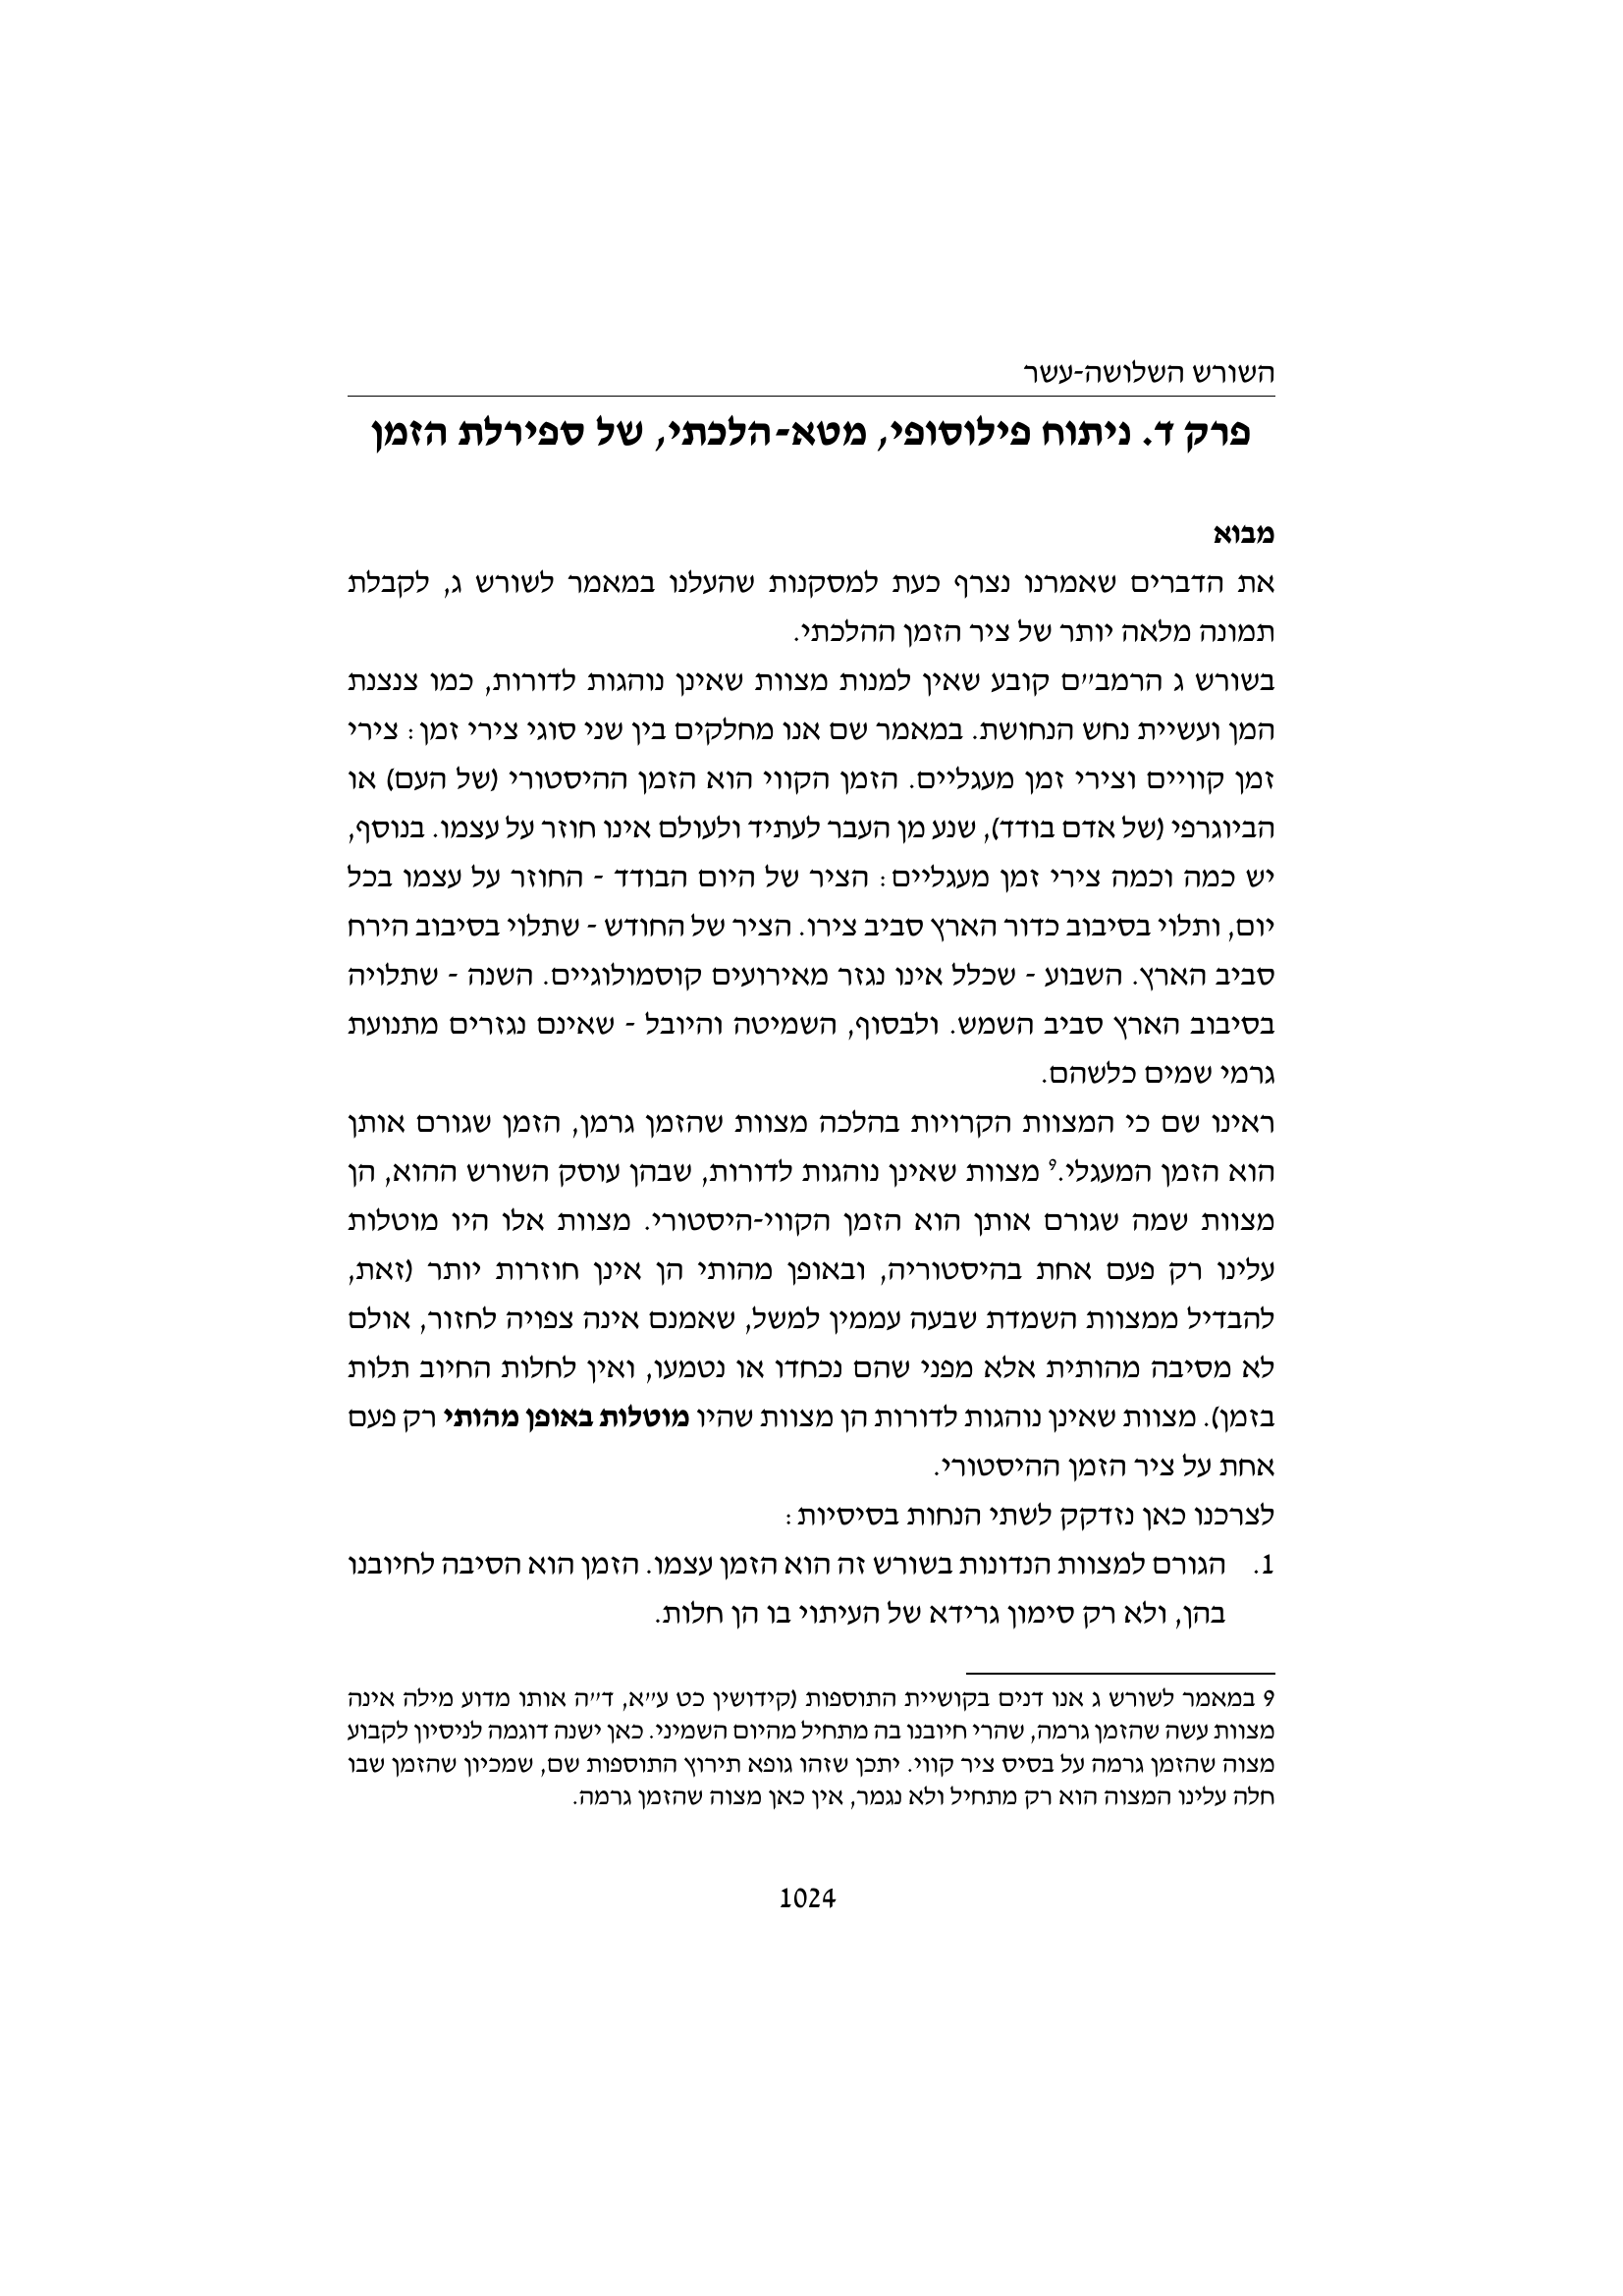 השורש השלושה-עשר
פרק ד. ניתוח פילוסופי, מטא-הלכתי, של ספירלת הזמן
מבוא
את הדברים שאמרנו נצרף כעת למסקנות שהעלנו במאמר לשורש ג, לקבלת
תמונה מלאה יותר של ציר הזמן ההלכתי.
בשורש ג הרמב״ם קובע שאין למנות מצוות שאינן נוהגות לדורות, כמו צנצנת
המן ועשיית נחש הנחושת. במאמר שם אנו מחלקים בין שני סוגי צירי זמן: צירי
זמן קוויים וצירי זמן מעגליים. הזמן הקווי הוא הזמן ההיסטורי (של העם) או
הביוגרפי (של אדם בודד), שנע מן העבר לעתיד ולעולם אינו חוזר על עצמו. בנוסף,
יש כמה וכמה צירי זמן מעגליים: הציר של היום הבודד - החוזר על עצמו בכל
יום, ותלוי בסיבוב כדור הארץ סביב צירו. הציר של החודש - שתלוי בסיבוב הירח
סביב הארץ. השבוע - שכלל אינו נגזר מאירועים קוסמולוגיים. השנה - שתלויה
בסיבוב הארץ סביב השמש. ולבסוף, השמיטה והיובל - שאינם נגזרים מתנועת
גרמי שמים כלשהם.
ראינו שם כי המצוות הקרויות בהלכה מצוות שהזמן גרמן, הזמן שגורם אותן
הוא הזמן המעגלי.⁹ מצוות שאינן נוהגות לדורות, שבהן עוסק השורש ההוא, הן
מצוות שמה שגורם אותן הוא הזמן הקווי-היסטורי. מצוות אלו היו מוטלות
עלינו רק פעם אחת בהיסטוריה, ובאופן מהותי הן אינן חוזרות יותר (זאת,
להבדיל ממצוות השמדת שבעה עממין למשל, שאמנם אינה צפויה לחזור, אולם
לא מסיבה מהותית אלא מפני שהם נכחדו או נטמעו, ואין לחלות החיוב תלות
בזמן). מצוות שאינן נוהגות לדורות הן מצוות שהיו מוטלות באופן מהותי רק פעם
אחת על ציר הזמן ההיסטורי.
לצרכנו כאן נזדקק לשתי הנחות בסיסיות:
1. הגורם למצוות הנדונות בשורש זה הוא הזמן עצמו. הזמן הוא הסיבה לחיובנו
בהן, ולא רק סימון גרידא של העיתוי בו הן חלות.
9 במאמר לשורש ג אנו דנים בקושיית התוספות (קידושין כט ע״א, ד״ה אותו מדוע מילה אינה
מצוות עשה שהזמן גרמה, שהרי חיובנו בה מתחיל מהיום השמיני. כאן ישנה דוגמה לניסיון לקבוע
מצוה שהזמן גרמה על בסיס ציר קווי. יתכן שזהו גופא תירוץ התוספות שם, שמכיון שהזמן שבו
חלה עלינו המצוה הוא רק מתחיל ולא נגמר, אין כאן מצוה שהזמן גרמה.
1024